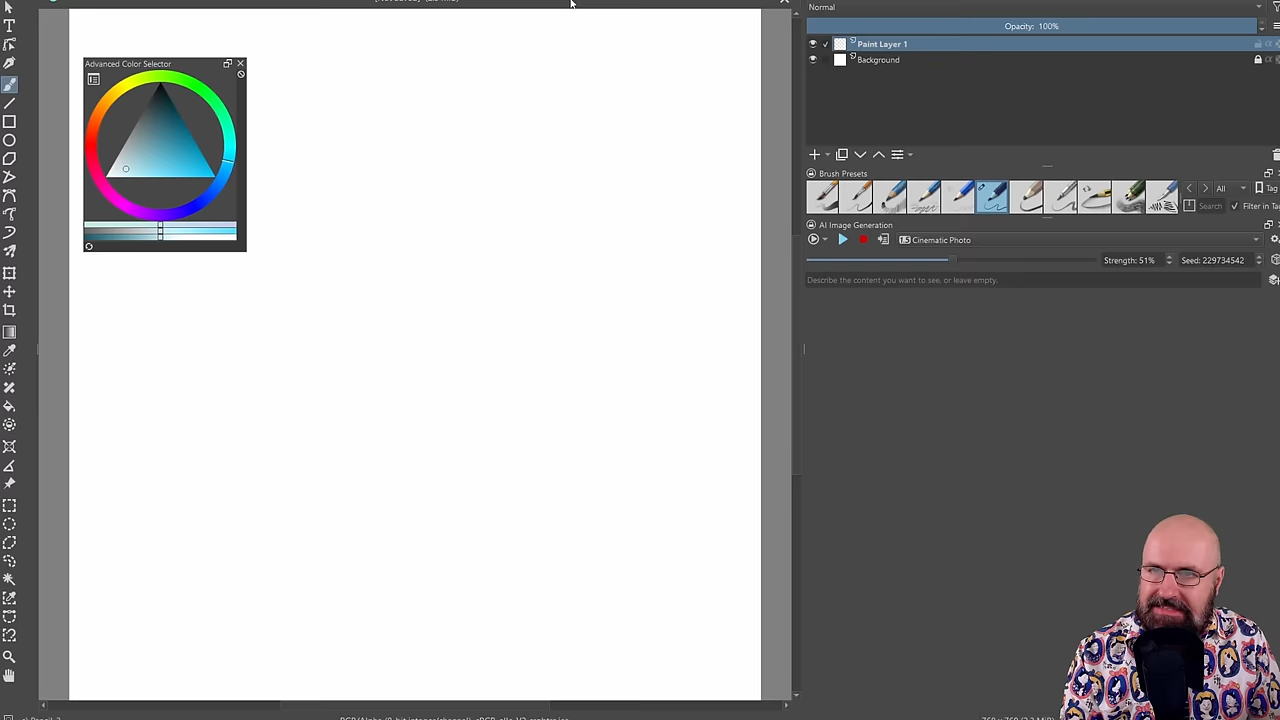 Normal
Opacity: 100%
Advanced Color Selector
Paint Layer 1
Background
Brush Presets
All
Tag
Search
Filter in Tag
AI Image Generation
Cinematic Photo
Strength: 51%
Seed: 229734542
Describe the content you want to see, or leave empty.